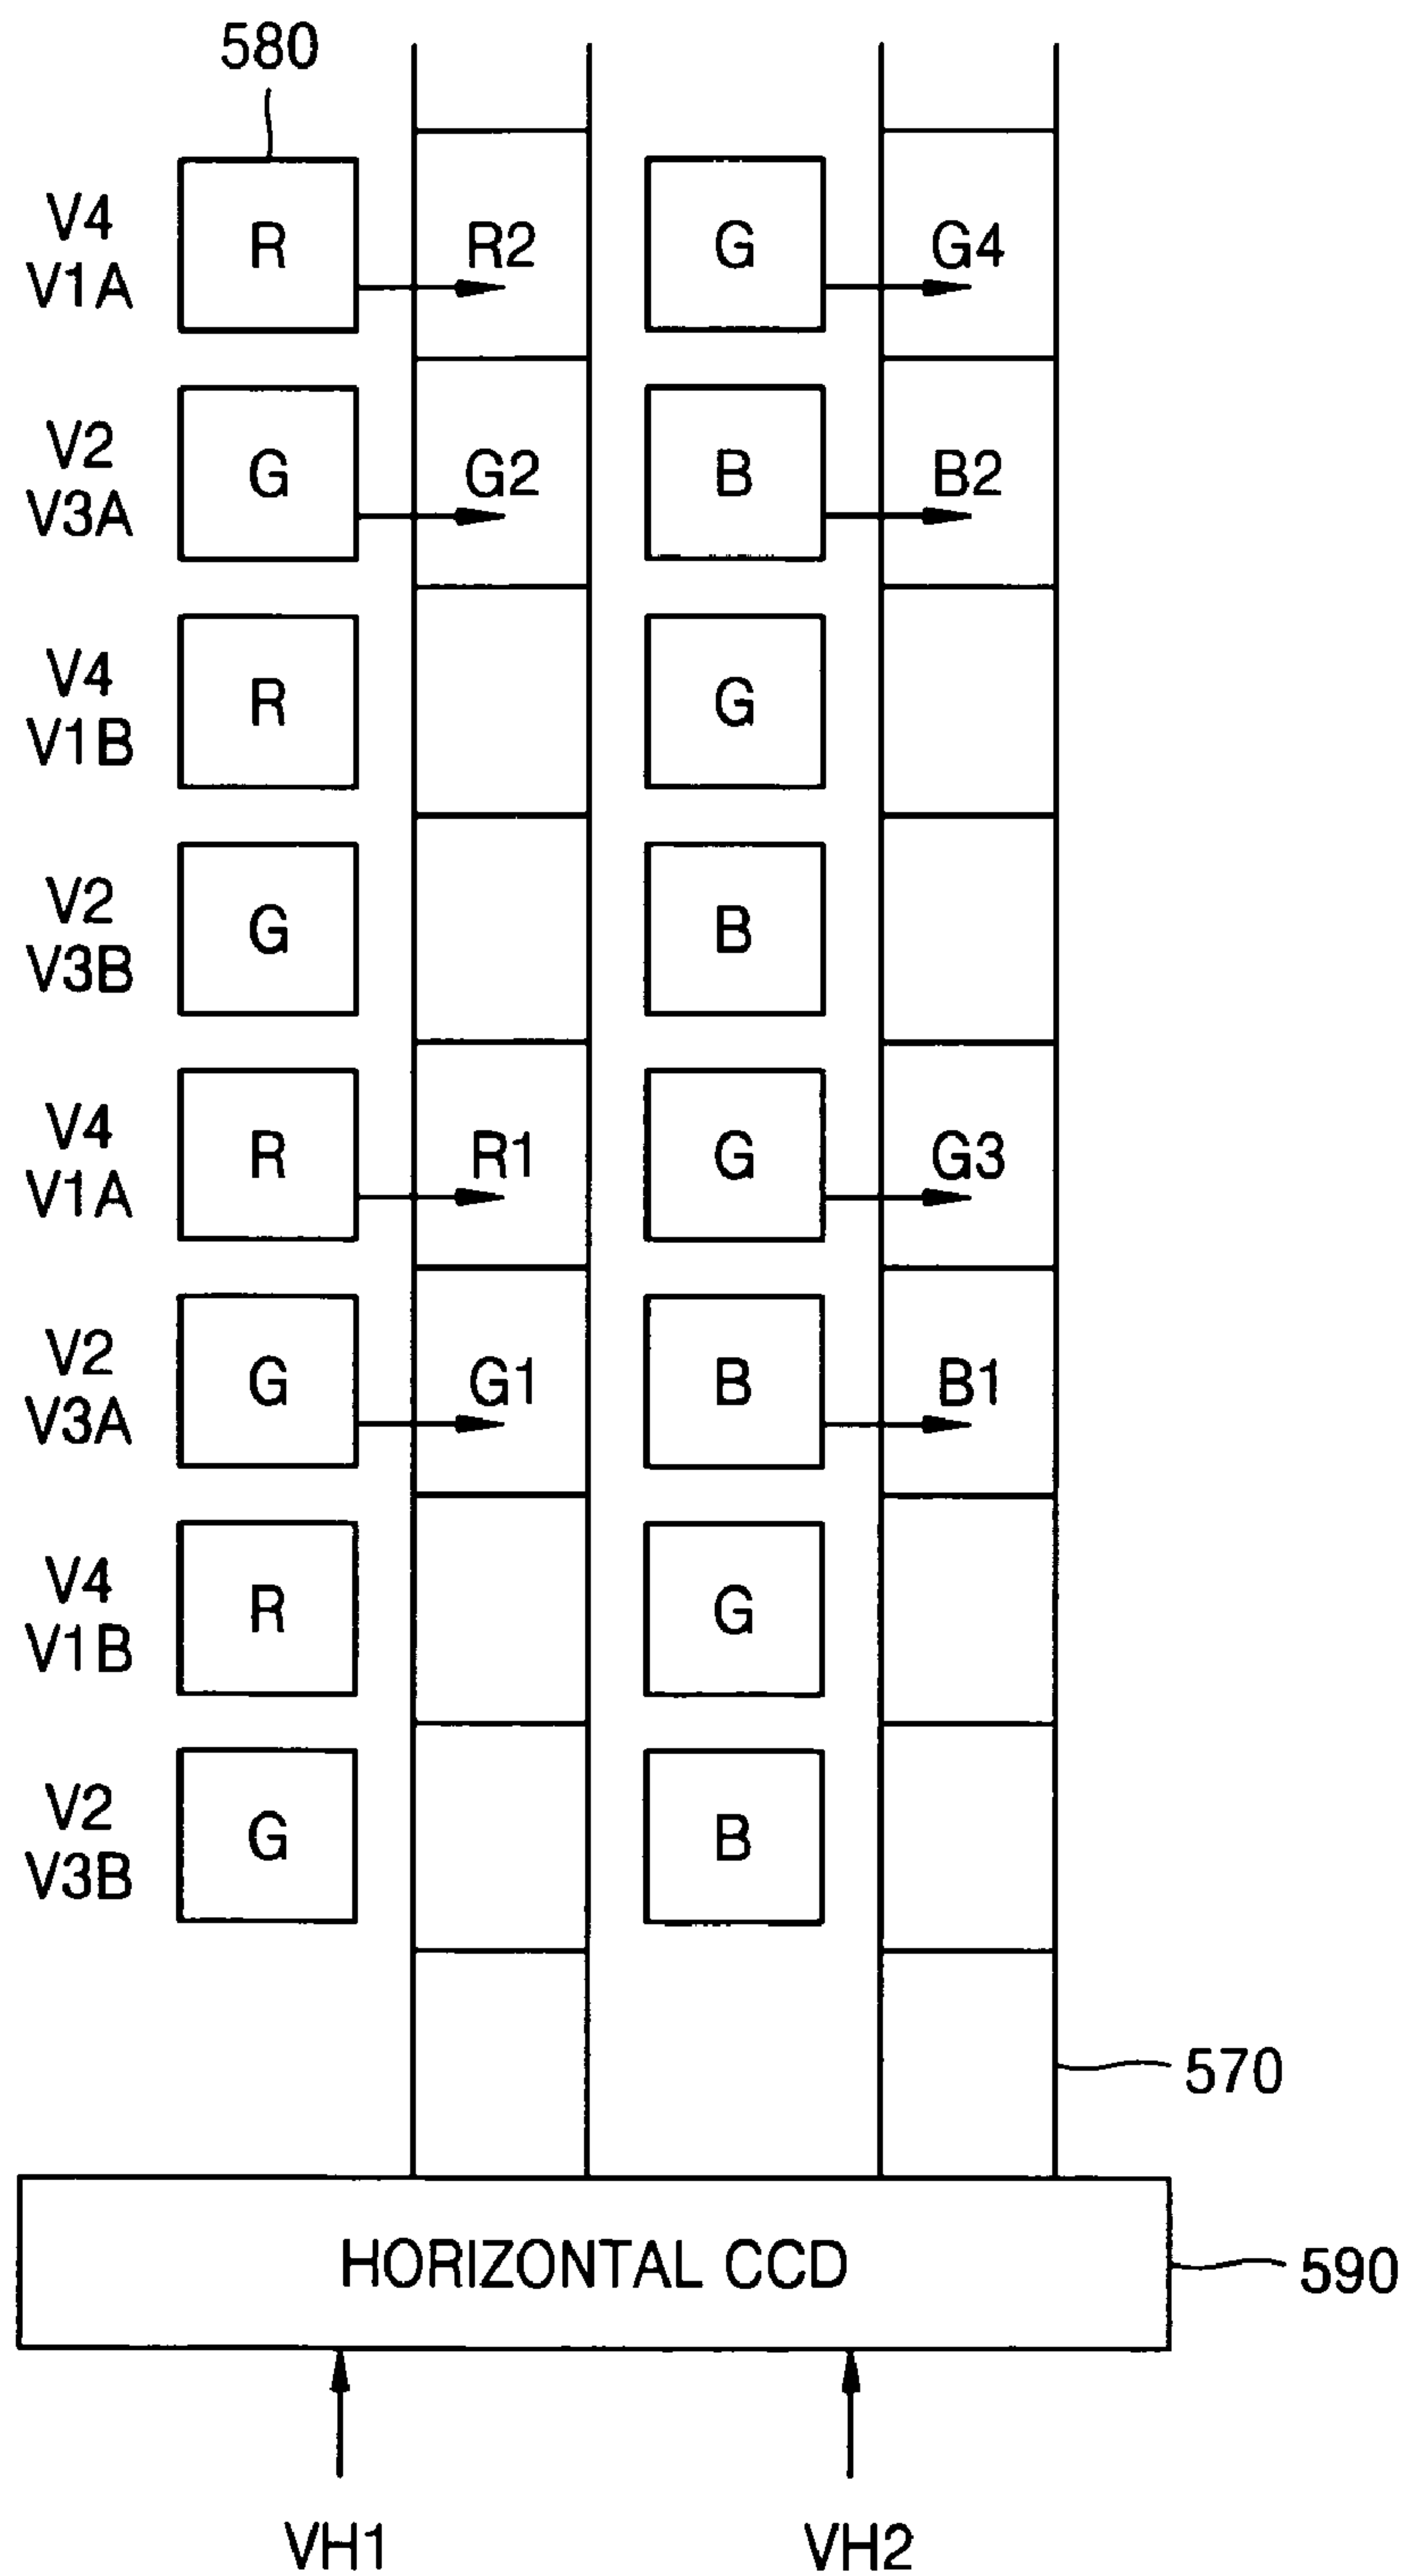 580
V4
V1A
R
R2
G
G4
V2
V3A
G
G2
B
B2
V4
V1B
R
G
V2
V3B
G
B
V4
V1A
R
R1
G
G3
V2
V3A
G
G1
B
B1
V4
V1B
R
G
V2
V3B
G
B
570
HORIZONTAL CCD
590
VH1
VH2